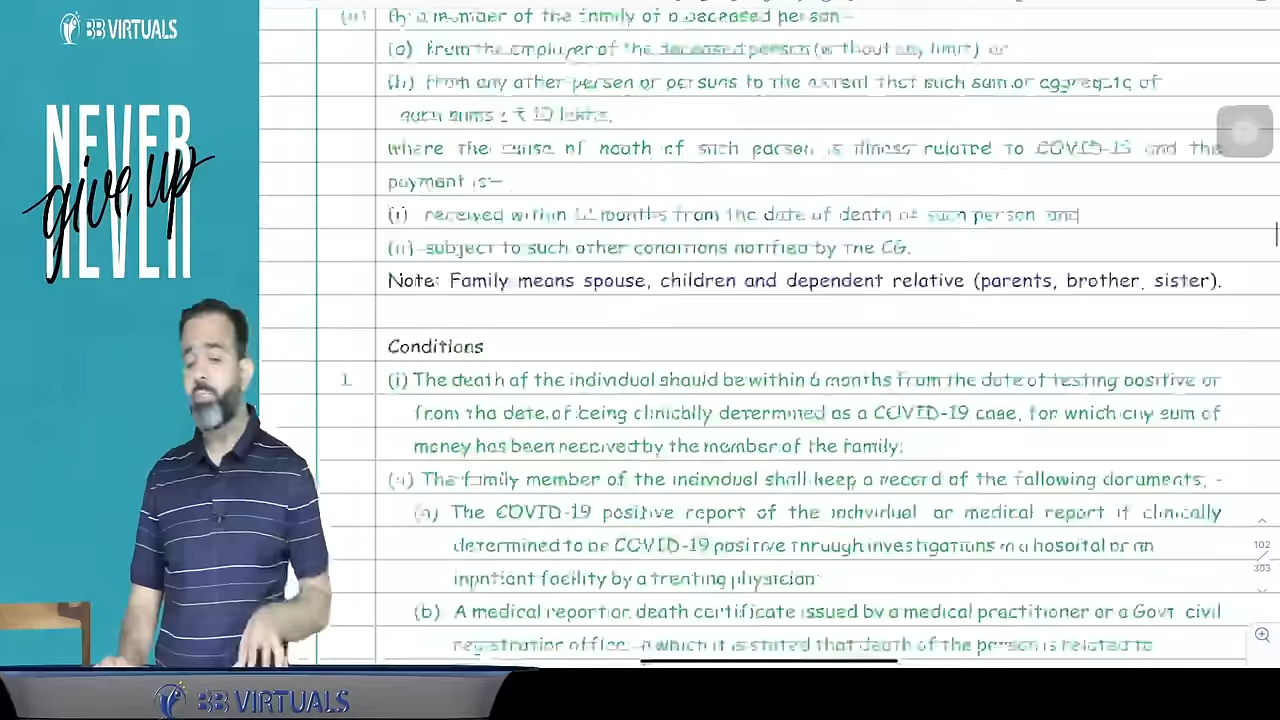 BB VIRTUALS
NEVER
give up
NEVER
(iii) by a member of the family of a deceased person-
(a) from the employer of the deceased person (without any limit) or
(b) from any other person or persons to the extent that such sum or aggregate of
such sums ≤ ₹ 10 lakhs,
where the cause of death of such person is illness related to COVID-19 and the
payment is-
(i) received within 12 months from the date of death of such person and
(ii) subject to such other conditions notified by the CG.
Note: Family means spouse, children and dependent relative (parents, brother, sister).
Conditions
1 (i) The death of the individual should be within 6 months from the date of testing positive or
from the date of being clinically determined as a COVID-19 case, for which any sum of
money has been received by the member of the family;
(ii) The family member of the individual shall keep a record of the following documents, -
(a) The COVID-19 positive report of the individual or medical report if clinically
determined to be COVID-19 positive through investigations in a hospital or an
inpatient facility by a treating physician
(b) A medical report or death certificate issued by a medical practitioner or a Govt civil
registration office in which it is stated that death of the person is related to
102
303
BB VIRTUALS